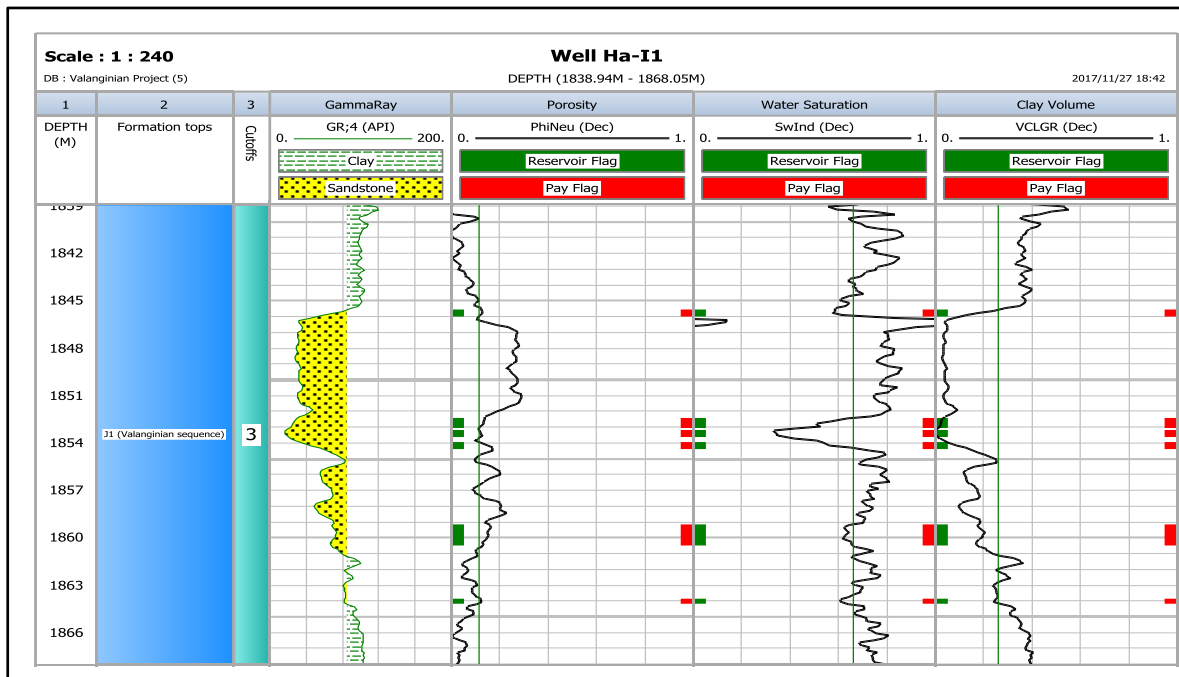 Scale : 1 : 240
Well Ha-I1
DB : Valanginian Project (5)
DEPTH (1838.94M - 1868.05M)
2017/11/27 18:42
1 2 3 GammaRay Porosity Water Saturation Clay Volume
DEPTH (M)
Formation tops
Cutoffs
0. GR;4 (API) 200.
0. PhiNeu (Dec) 1.
0. SwInd (Dec) 1.
0. VCLGR (Dec) 1.
Clay Reservoir Flag Reservoir Flag Reservoir Flag
Sandstone Pay Flag Pay Flag Pay Flag
1839
1842
1845
1848
1851
J1 (Valanginian sequence) 3
1854
1857
1860
1863
1866